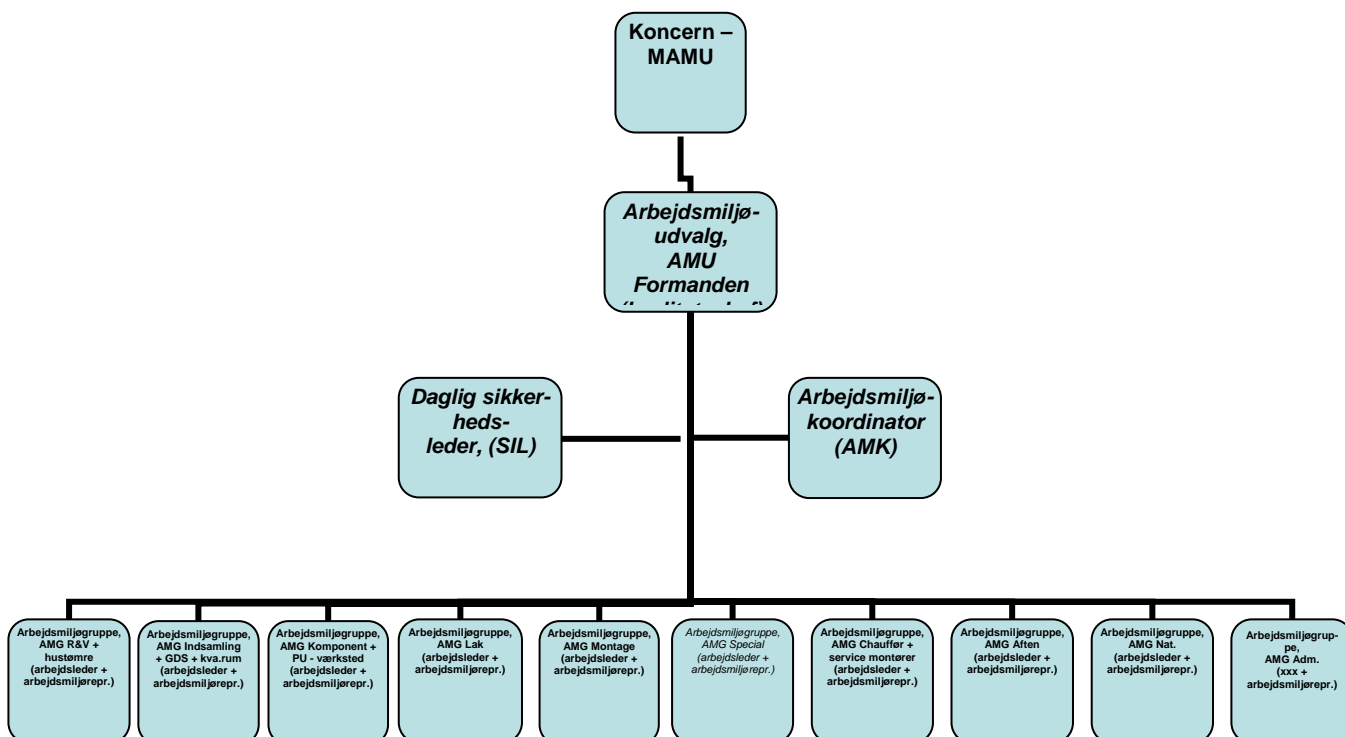 Koncern –
MAMU
Arbejdsmiljø-
udvalg,
AMU
Formanden
Daglig sikker-
heds-
leder, (SIL)
Arbejdsmiljø-
koordinator
(AMK)
Arbejdsmiljøgruppe,
AMG R&V +
hustømre
(arbejdsleder +
arbejdsmiljørepr.)
Arbejdsmiljøgruppe,
AMG Indsamling
+ GDS + kva.rum
(arbejdsleder +
arbejdsmiljørepr.)
Arbejdsmiljøgruppe,
AMG Komponent +
PU - værksted
(arbejdsleder +
arbejdsmiljørepr.)
Arbejdsmiljøgruppe,
AMG Lak
(arbejdsleder +
arbejdsmiljørepr.)
Arbejdsmiljøgruppe,
AMG Montage
(arbejdsleder +
arbejdsmiljørepr.)
Arbejdsmiljøgruppe,
AMG Special
(arbejdsleder +
arbejdsmiljørepr.)
Arbejdsmiljøgruppe,
AMG Chauffør +
service montører
(arbejdsleder +
arbejdsmiljørepr.)
Arbejdsmiljøgruppe,
AMG Aften
(arbejdsleder +
arbejdsmiljørepr.)
Arbejdsmiljøgruppe,
AMG Nat.
(arbejdsleder +
arbejdsmiljørepr.)
Arbejdsmiljøgrup-
pe,
AMG Adm.
(xxx +
arbejdsmiljørepr.)